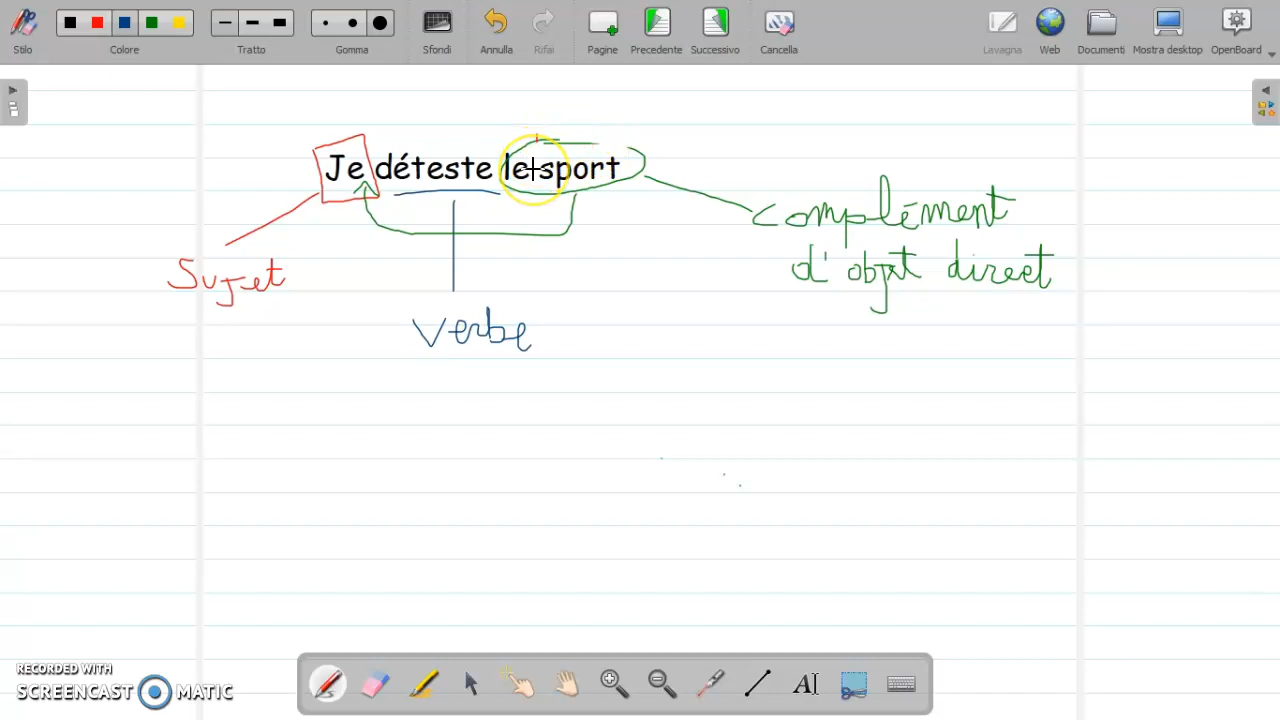 Stilo Colore Tratto Gomma Sfondi Annulla Rifai Pagine Precedente Successivo Cancella Lavagna Web Documenti Mostra desktop OpenBoard
Je déteste le sport
complément
d'objet direct
Sujet
Verbe
RECORDED WITH
SCREENCAST MATIC